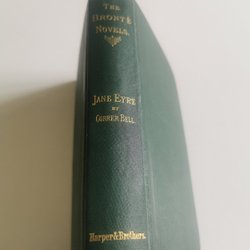 THE
BRONTË
NOVELS.
JANE EYRE
BY
CURRER BELL
Harper & Brothers.